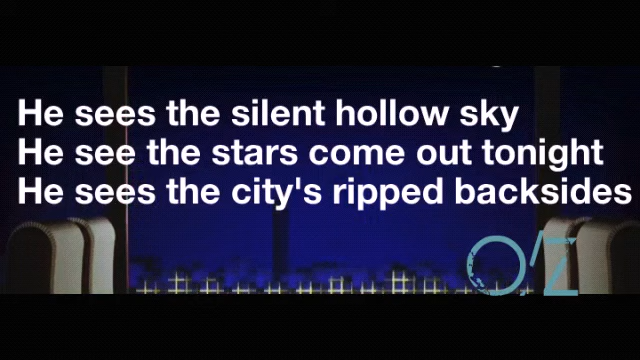 He sees the silent hollow sky
He see the stars come out tonight
He sees the city's ripped backsides
O/Z